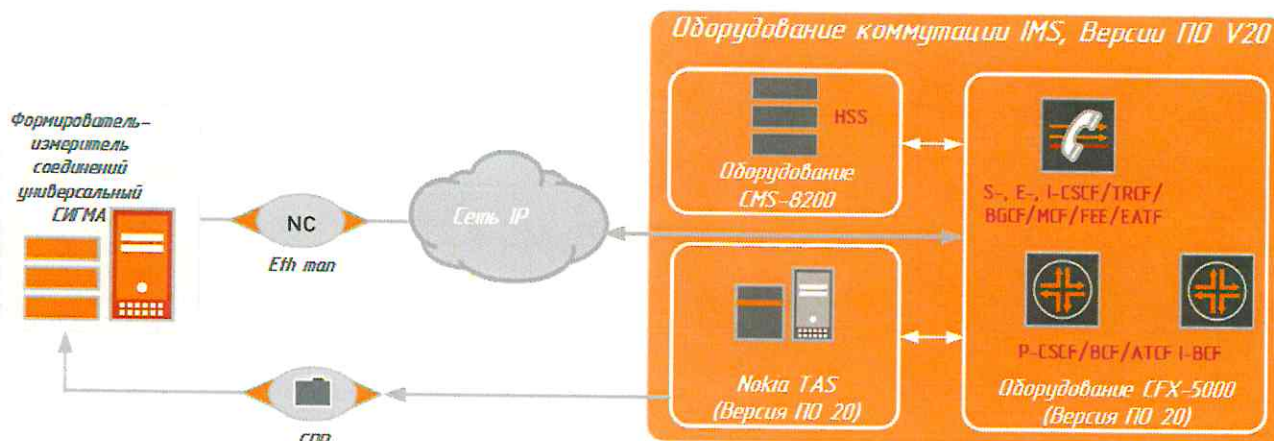 Оборудование коммутации IMS, Версии ПО V20
Формирователь-
измеритель
соединений
универсальный
СИГМА
NC
Eth man
Сеть IP
HSS
Оборудование
CMS-8200
S-, E-, I-CSCF/TRCF/
BGCF/MCF/FEE/EATF
P-CSCF/BCF/ATCF I-BCF
Nokia TAS
(Версия ПО 20)
Оборудование CFX-5000
(Версия ПО 20)